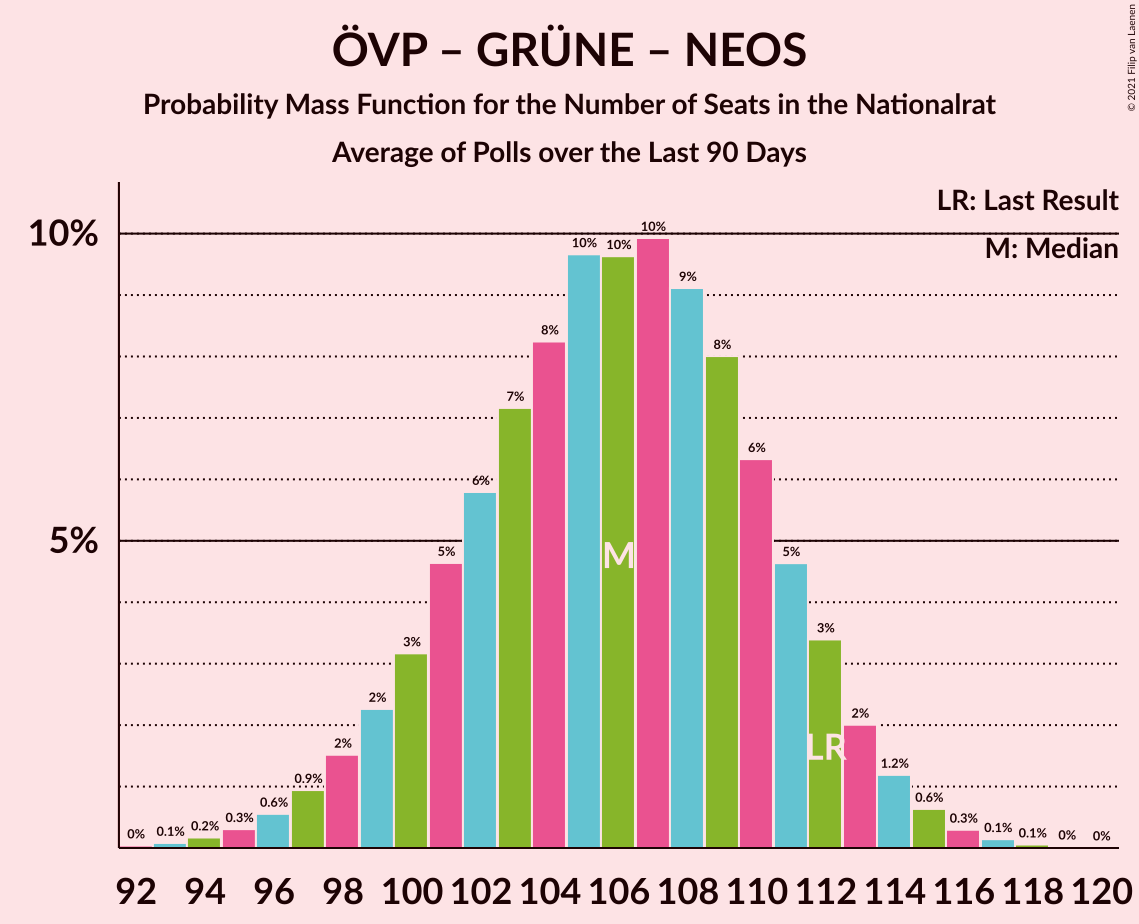 ÖVP – GRÜNE – NEOS
Probability Mass Function for the Number of Seats in the Nationalrat
Average of Polls over the Last 90 Days
© 2021 Filip van Laenen
LR: Last Result
M: Median
10%
5%
0% 0.1% 0.2% 0.3% 0.6% 0.9% 2% 2% 3% 5% 6% 7% 8% 10% 10% 10% 9% 8% 6% 5% 3% 2% 1.2% 0.6% 0.3% 0.1% 0.1% 0% 0%
M
LR
92 94 96 98 100 102 104 106 108 110 112 114 116 118 120